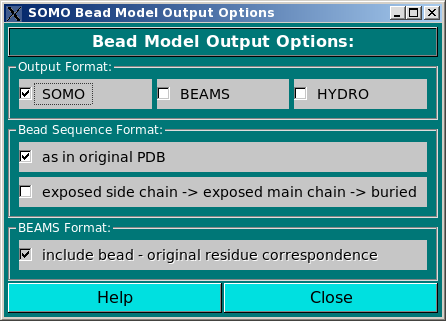 SOMO Bead Model Output Options
Bead Model Output Options:
Output Format:
SOMO
BEAMS
HYDRO
Bead Sequence Format:
as in original PDB
exposed side chain -> exposed main chain -> buried
BEAMS Format:
include bead - original residue correspondence
Help
Close